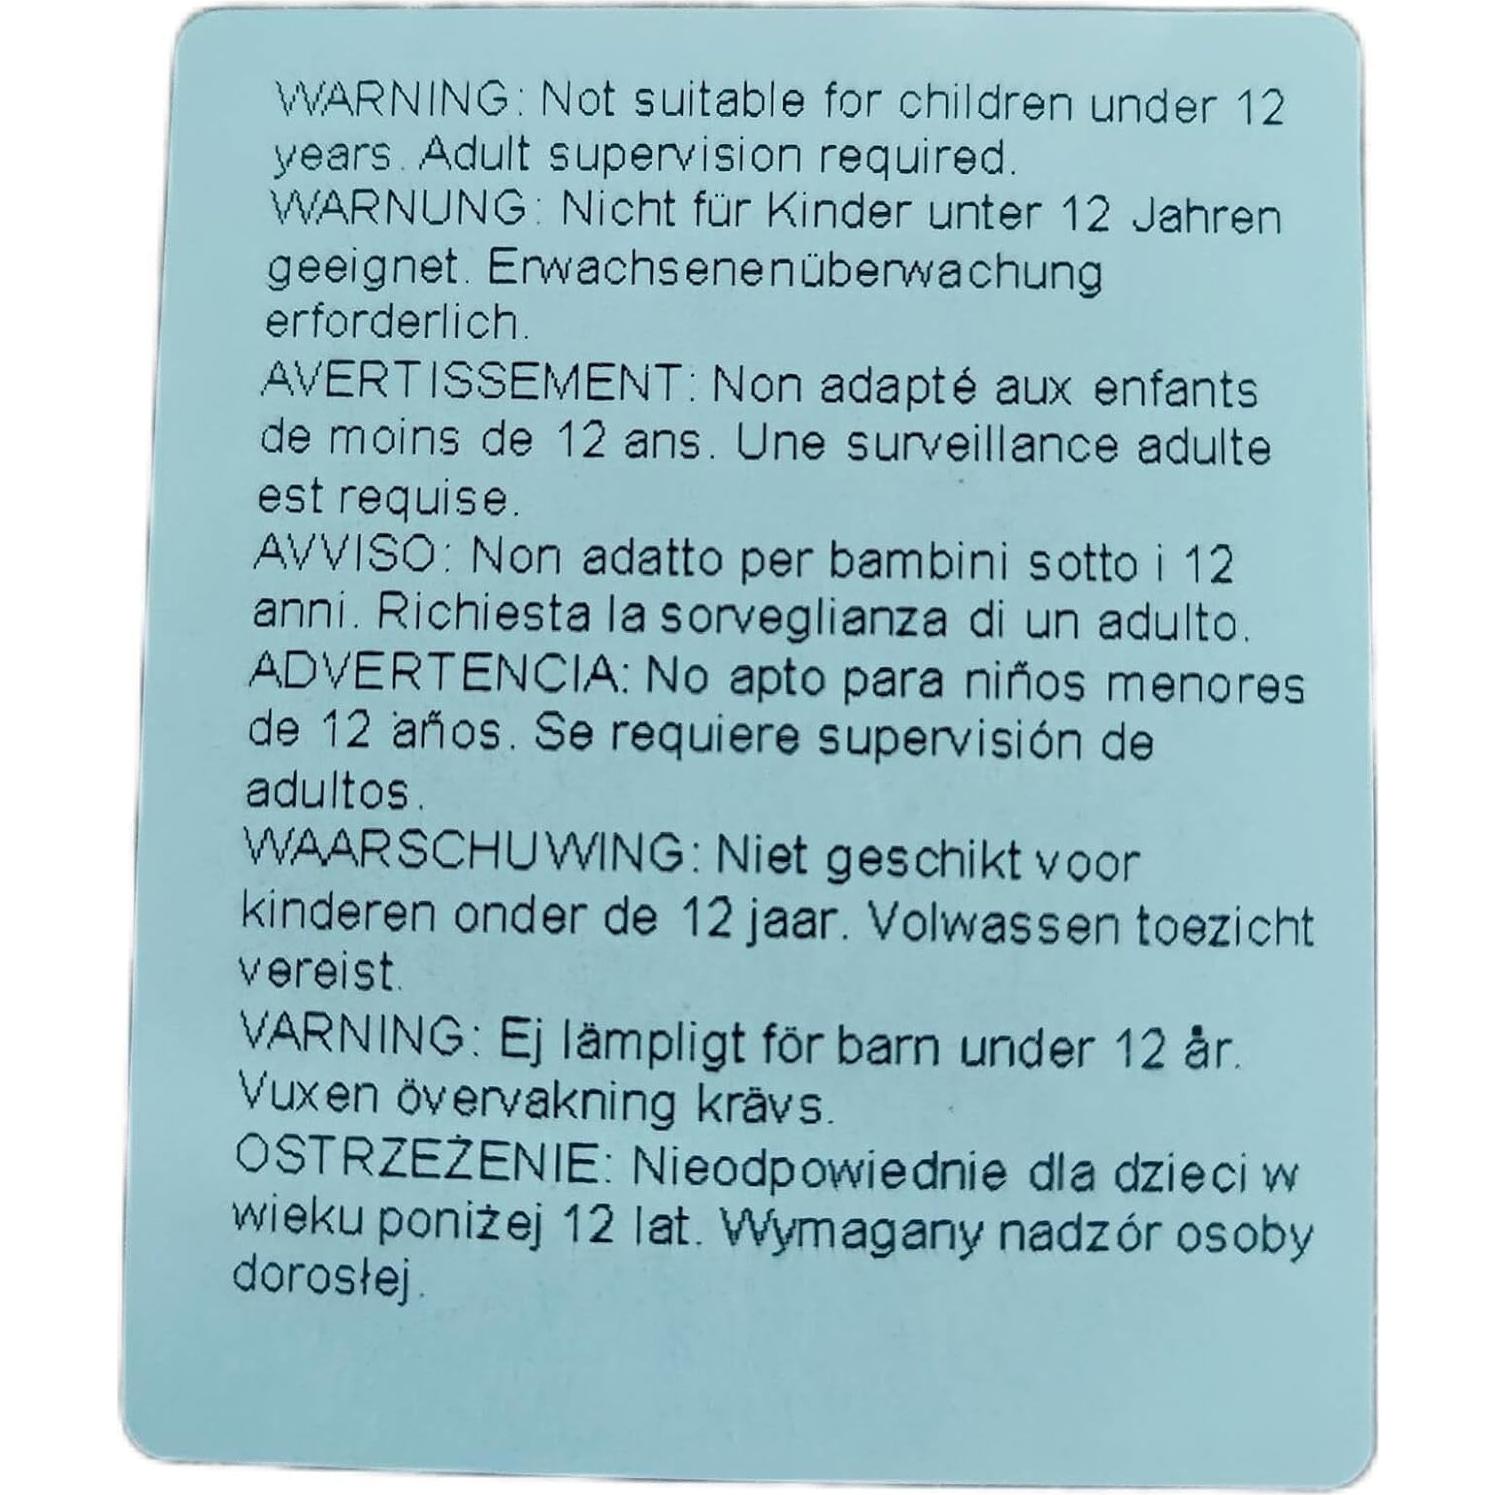 WARNING: Not suitable for children under 12
years. Adult supervision required.
WARNUNG: Nicht für Kinder unter 12 Jahren
geeignet. Erwachsenenüberwachung
erforderlich.
AVERTISSEMENT: Non adapté aux enfants
de moins de 12 ans. Une surveillance adulte
est requise.
AVVISO: Non adatto per bambini sotto i 12
anni. Richiesta la sorveglianza di un adulto.
ADVERTENCIA: No apto para niños menores
de 12 años. Se requiere supervisión de
adultos.
WAARSCHUWING: Niet geschikt voor
kinderen onder de 12 jaar. Volwassen toezicht
vereist.
VARNING: Ej lämpligt för barn under 12 år.
Vuxen övervakning krävs.
OSTRZEŻENIE: Nieodpowiednie dla dzieci w
wieku poniżej 12 lat. Wymagany nadzór osoby
dorosłej.